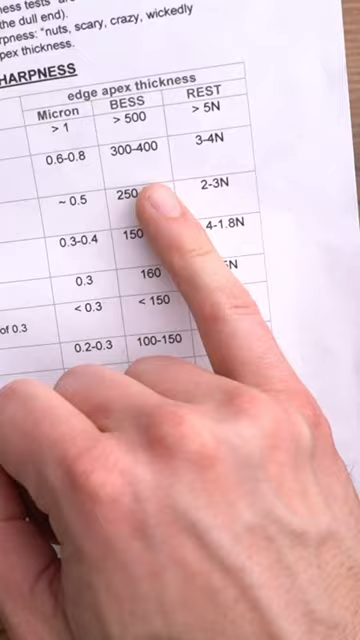 ness tests"
the dull end).
rpness: "nuts, scary, crazy, wickedly
pex thickness.
HARPNESS
edge apex thickness
Micron BESS REST
> 1 > 500 > 5N
0.6-0.8 300-400 3-4N
~ 0.5 250 2-3N
0.3-0.4 150 4-1.8N
0.3 160 N
of 0.3 < 0.3 < 150
0.2-0.3 100-150